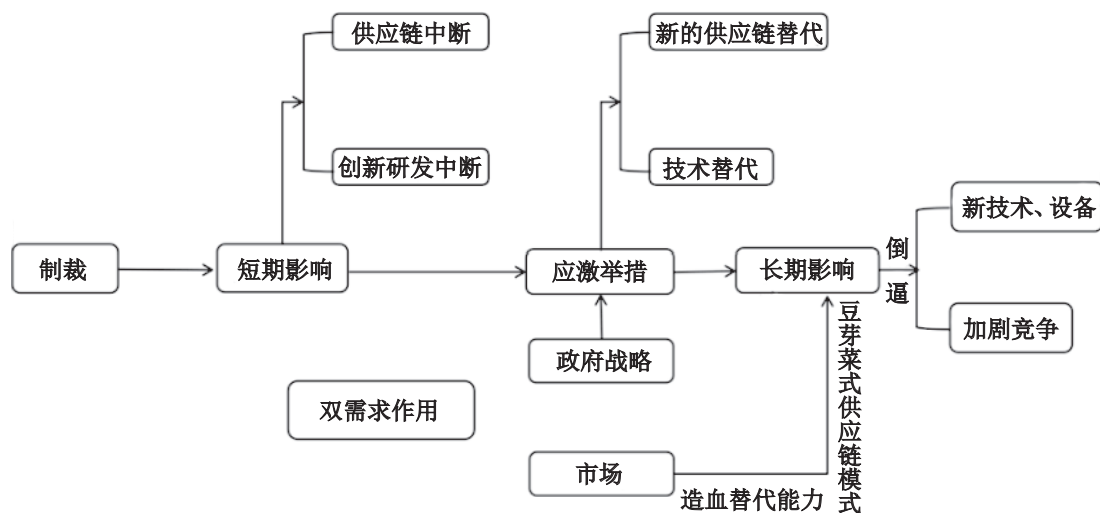 供应链中断
新的供应链替代
创新研发中断
技术替代
新技术、设备
制裁
短期影响
应激举措
长期影响
倒逼
加剧竞争
政府战略
双需求作用
豆芽菜式供应链模式
市场
造血替代能力